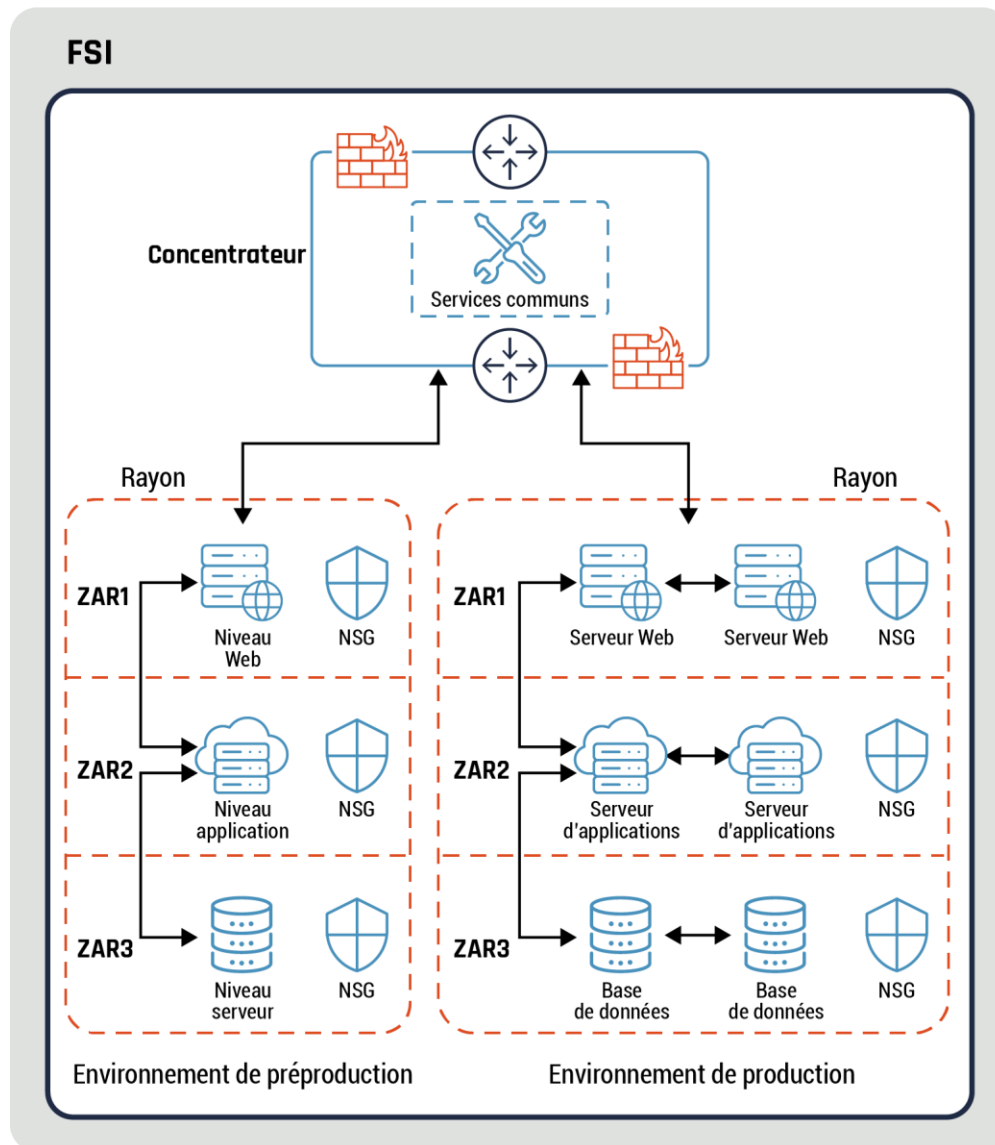 FSI
Concentrateur
Services communs
Rayon
Rayon
ZAR1
Niveau
Web
NSG
ZAR2
Niveau
application
NSG
ZAR3
Niveau
serveur
NSG
Environnement de préproduction
ZAR1
Serveur Web
Serveur Web
NSG
ZAR2
Serveur
d'applications
Serveur
d'applications
NSG
ZAR3
Base
de données
Base
de données
NSG
Environnement de production